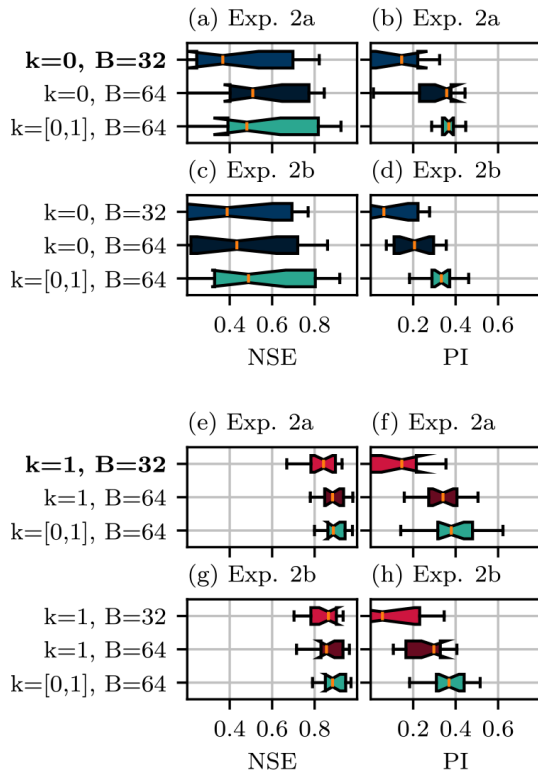 (a) Exp. 2a
(b) Exp. 2a
k=0, B=32
k=0, B=64
k=[0,1], B=64
(c) Exp. 2b
(d) Exp. 2b
k=0, B=32
k=0, B=64
k=[0,1], B=64
0.4 0.6 0.8
0.2 0.4 0.6
NSE
PI
(e) Exp. 2a
(f) Exp. 2a
k=1, B=32
k=1, B=64
k=[0,1], B=64
(g) Exp. 2b
(h) Exp. 2b
k=1, B=32
k=1, B=64
k=[0,1], B=64
0.4 0.6 0.8
0.2 0.4 0.6
NSE
PI